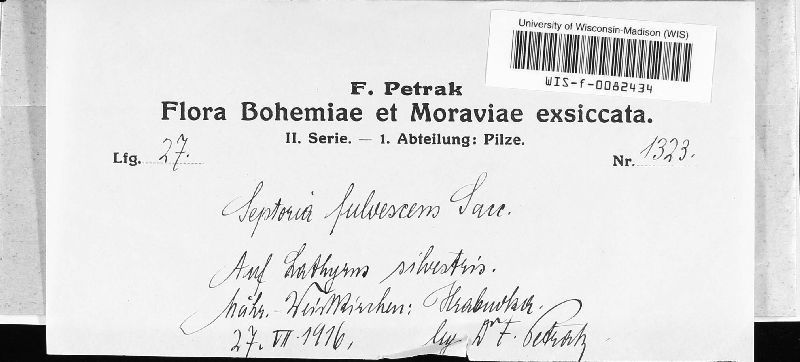 University of Wisconsin-Madison (WIS)
WIS-f-0082434
F. Petrak
Flora Bohemiae et Moraviae exsiccata.
II. Serie. — 1. Abteilung: Pilze.
Lfg. 27. Nr. 1323.
Septoria fulvescens Sacc.
Auf Lathyrus silvestris.
Mähr.-Weisskirchen: Hrabuvka.
27. VII 1916. leg Dr F. Petrak